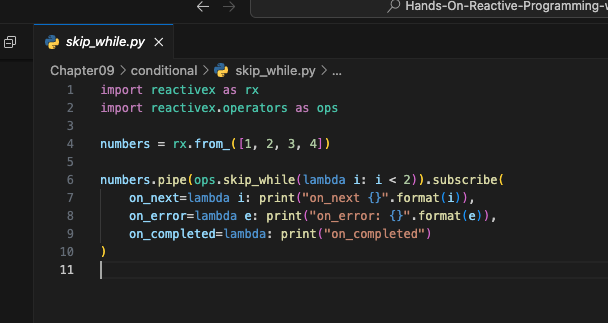 Hands-On-Reactive-Programming-w
skip_while.py
Chapter09 > conditional > skip_while.py > ...
1 import reactivex as rx
2 import reactivex.operators as ops
3
4 numbers = rx.from_([1, 2, 3, 4])
5
6 numbers.pipe(ops.skip_while(lambda i: i < 2)).subscribe(
7     on_next=lambda i: print("on_next {}".format(i)),
8     on_error=lambda e: print("on_error: {}".format(e)),
9     on_completed=lambda: print("on_completed")
10 )
11